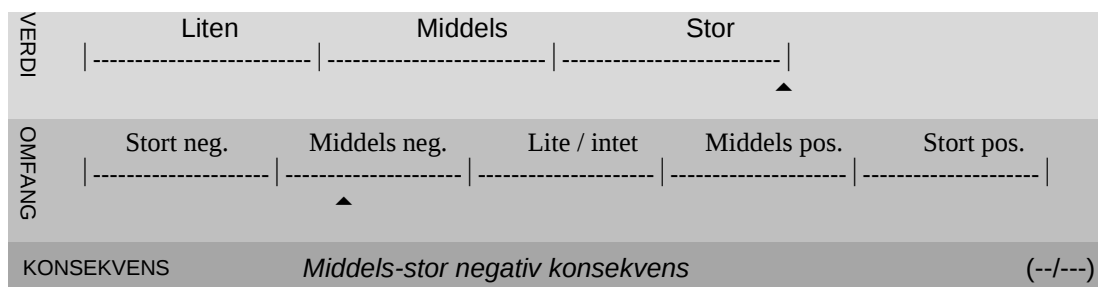 VERDI
Liten Middels Stor
|--------------------------|--------------------------|--------------------------|
OMFANG
Stort neg. Middels neg. Lite / intet Middels pos. Stort pos.
|---------------------|---------------------|---------------------|---------------------|---------------------|
KONSEKVENS Middels-stor negativ konsekvens (--/---)